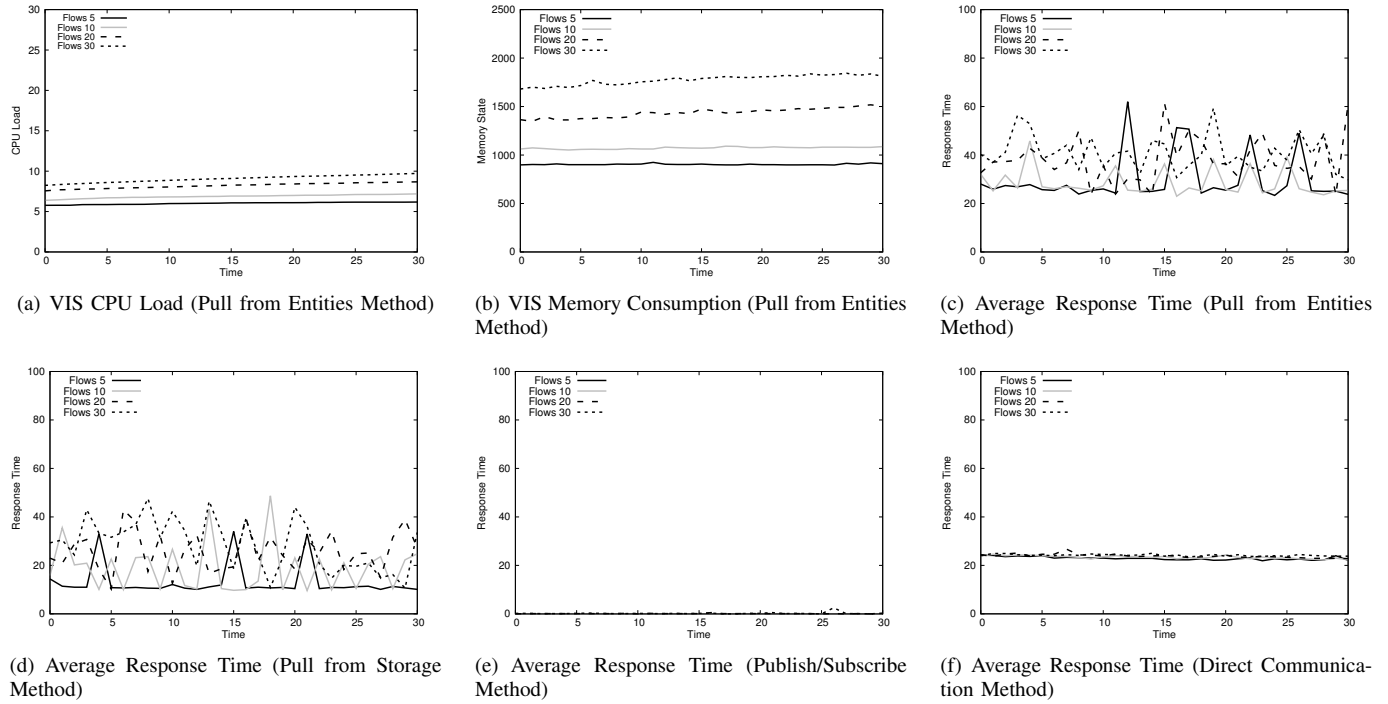 30
25
20
15
10
5
0
CPU Load
Flows 5
Flows 10
Flows 20
Flows 30
0 5 10 15 20 25 30
Time
(a) VIS CPU Load (Pull from Entities Method)
2500
2000
1500
1000
500
0
Memory State
Flows 5
Flows 10
Flows 20
Flows 30
0 5 10 15 20 25 30
Time
(b) VIS Memory Consumption (Pull from Entities
Method)
100
80
60
40
20
0
Response Time
Flows 5
Flows 10
Flows 20
Flows 30
0 5 10 15 20 25 30
Time
(c) Average Response Time (Pull from Entities
Method)
100
80
60
40
20
0
Response Time
Flows 5
Flows 10
Flows 20
Flows 30
0 5 10 15 20 25 30
Time
(d) Average Response Time (Pull from Storage
Method)
100
80
60
40
20
0
Response Time
Flows 5
Flows 10
Flows 20
Flows 30
0 5 10 15 20 25 30
Time
(e) Average Response Time (Publish/Subscribe
Method)
100
80
60
40
20
0
Response Time
Flows 5
Flows 10
Flows 20
Flows 30
0 5 10 15 20 25 30
Time
(f) Average Response Time (Direct Communica-
tion Method)